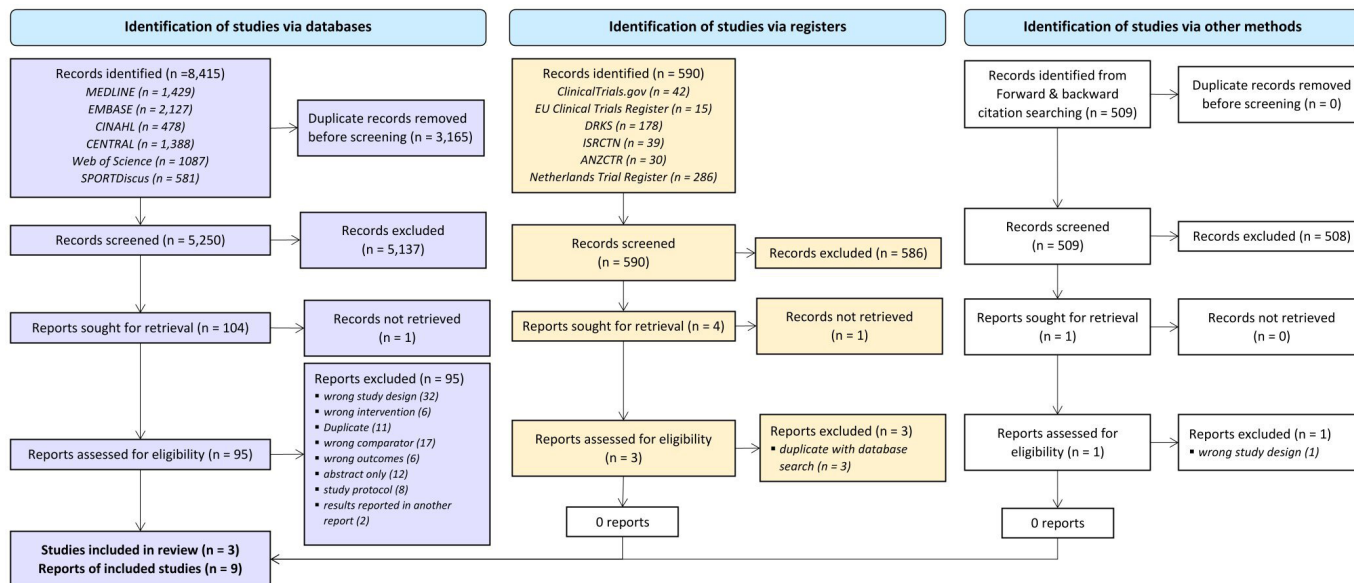 Identification of studies via databases
Records identified (n =8,415)
MEDLINE (n = 1,429)
EMBASE (n = 2,127)
CINAHL (n = 478)
CENTRAL (n = 1,388)
Web of Science (n = 1087)
SPORTDiscus (n = 581)
Duplicate records removed
before screening (n = 3,165)
Records screened (n = 5,250)
Records excluded
(n = 5,137)
Reports sought for retrieval (n = 104)
Records not retrieved
(n = 1)
Reports assessed for eligibility (n = 95)
Reports excluded (n = 95)
▪ wrong study design (32)
▪ wrong intervention (6)
▪ Duplicate (11)
▪ wrong comparator (17)
▪ wrong outcomes (6)
▪ abstract only (12)
▪ study protocol (8)
▪ results reported in another
report (2)
Studies included in review (n = 3)
Reports of included studies (n = 9)
Identification of studies via registers
Records identified (n = 590)
ClinicalTrials.gov (n = 42)
EU Clinical Trials Register (n = 15)
DRKS (n = 178)
ISRCTN (n = 39)
ANZCTR (n = 30)
Netherlands Trial Register (n = 286)
Records screened
(n = 590)
Records excluded (n = 586)
Reports sought for retrieval (n = 4)
Records not retrieved
(n = 1)
Reports assessed for eligibility
(n = 3)
Reports excluded (n = 3)
▪ duplicate with database
search (n = 3)
0 reports
Identification of studies via other methods
Records identified from
Forward & backward
citation searching (n = 509)
Duplicate records removed
before screening (n = 0)
Records screened
(n = 509)
Records excluded (n = 508)
Reports sought for retrieval
(n = 1)
Records not retrieved
(n = 0)
Reports assessed for
eligibility (n = 1)
Reports excluded (n = 1)
▪ wrong study design (1)
0 reports